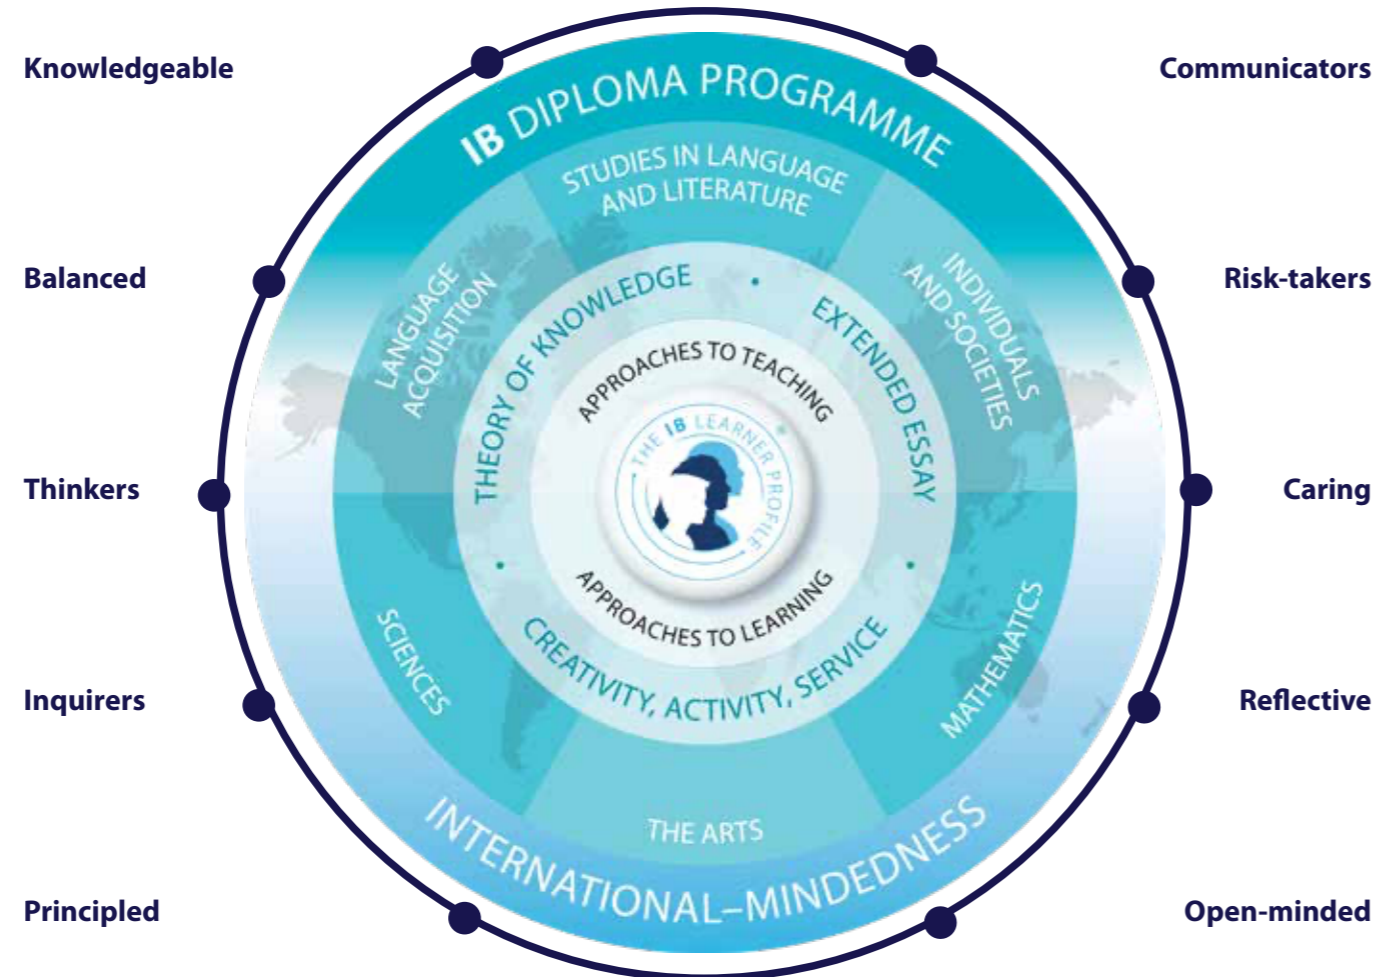 Knowledgeable
Communicators
IB DIPLOMA PROGRAMME
STUDIES IN LANGUAGE
AND LITERATURE
Balanced
Risk-takers
LANGUAGE
ACQUISITION
INDIVIDUALS
AND SOCIETIES
THEORY OF KNOWLEDGE
EXTENDED ESSAY
APPROACHES TO TEACHING
THE IB LEARNER PROFILE
®
Thinkers
Caring
APPROACHES TO LEARNING
CREATIVITY, ACTIVITY, SERVICE
SCIENCES
MATHEMATICS
Inquirers
Reflective
THE ARTS
INTERNATIONAL–MINDEDNESS
Principled
Open-minded